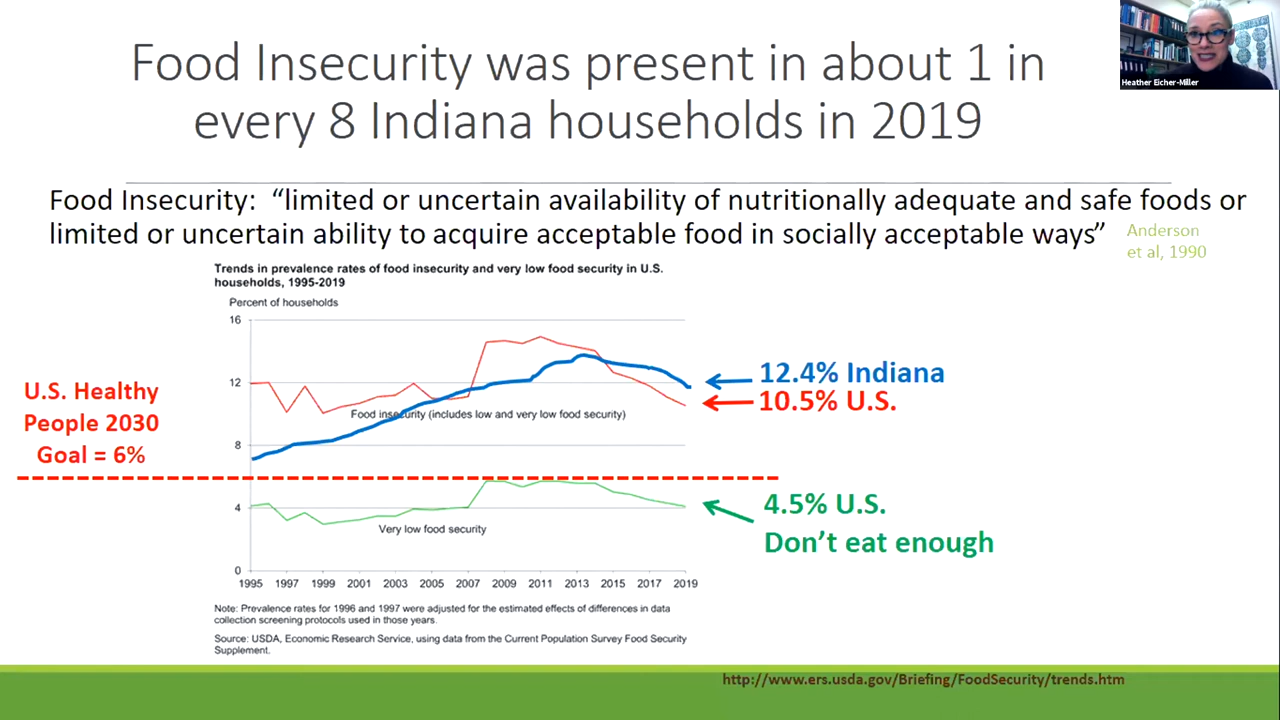 Food Insecurity was present in about 1 in
every 8 Indiana households in 2019
Heather Eicher-Miller
Food Insecurity: “limited or uncertain availability of nutritionally adequate and safe foods or
limited or uncertain ability to acquire acceptable food in socially acceptable ways”
Anderson
et al, 1990
Trends in prevalence rates of food insecurity and very low food security in U.S.
households, 1995-2019
Percent of households
16
12
8
4
0
Food insecurity (includes low and very low food security)
Very low food security
1995 1997 1999 2001 2003 2005 2007 2009 2011 2013 2015 2017 2019
U.S. Healthy
People 2030
Goal = 6%
12.4% Indiana
10.5% U.S.
4.5% U.S.
Don’t eat enough
Note: Prevalence rates for 1996 and 1997 were adjusted for the estimated effects of differences in data
collection screening protocols used in those years.
Source: USDA, Economic Research Service, using data from the Current Population Survey Food Security
Supplement.
http://www.ers.usda.gov/Briefing/FoodSecurity/trends.htm